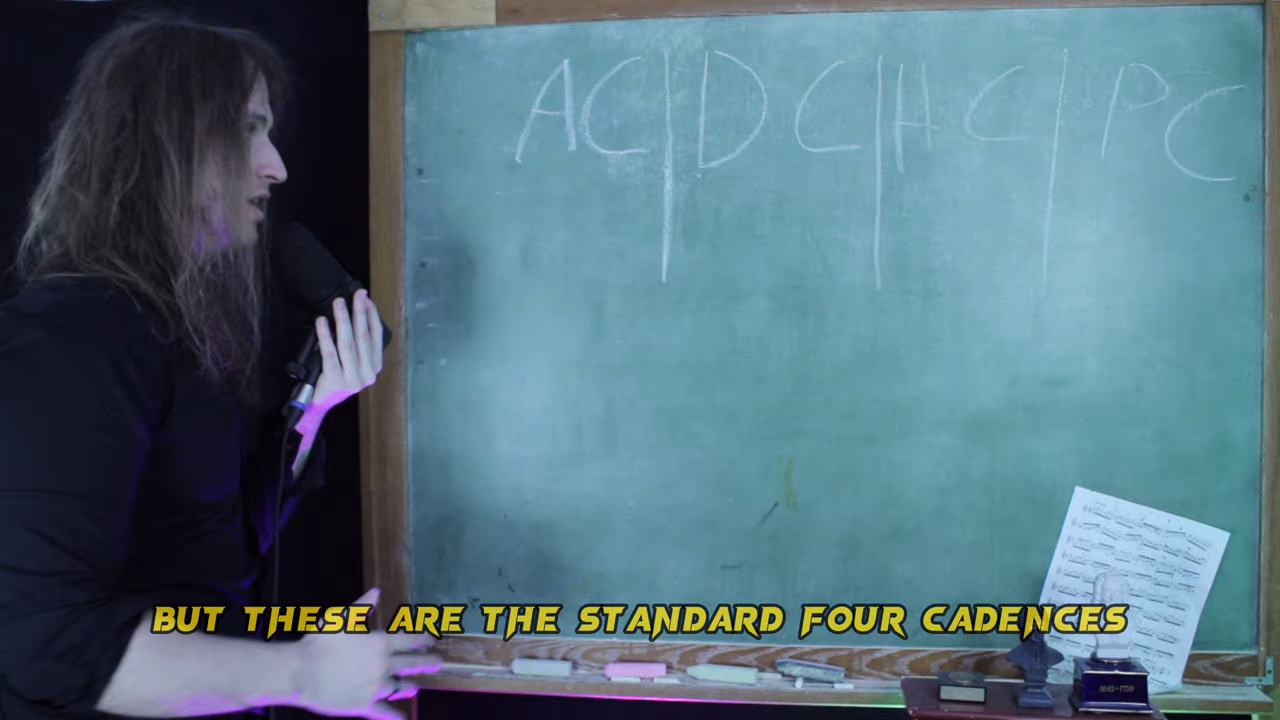 AC | DC | HC | PC
BUT THESE ARE THE STANDARD FOUR CADENCES